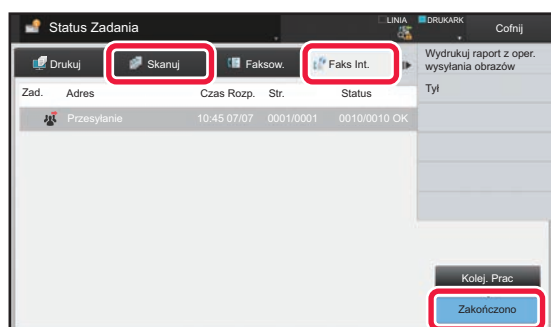 Status Zadania
LINIA
DRUKARK
Cofnij
Drukuj
Skanuj
Faksow.
Faks Int.
Wydrukuj raport z oper.
wysyłania obrazów
Zad. Adres Czas Rozp. Str. Status
Tył
Przesyłanie 10:45 07/07 0001/0001 0010/0010 OK
Kolej. Prac
Zakończono